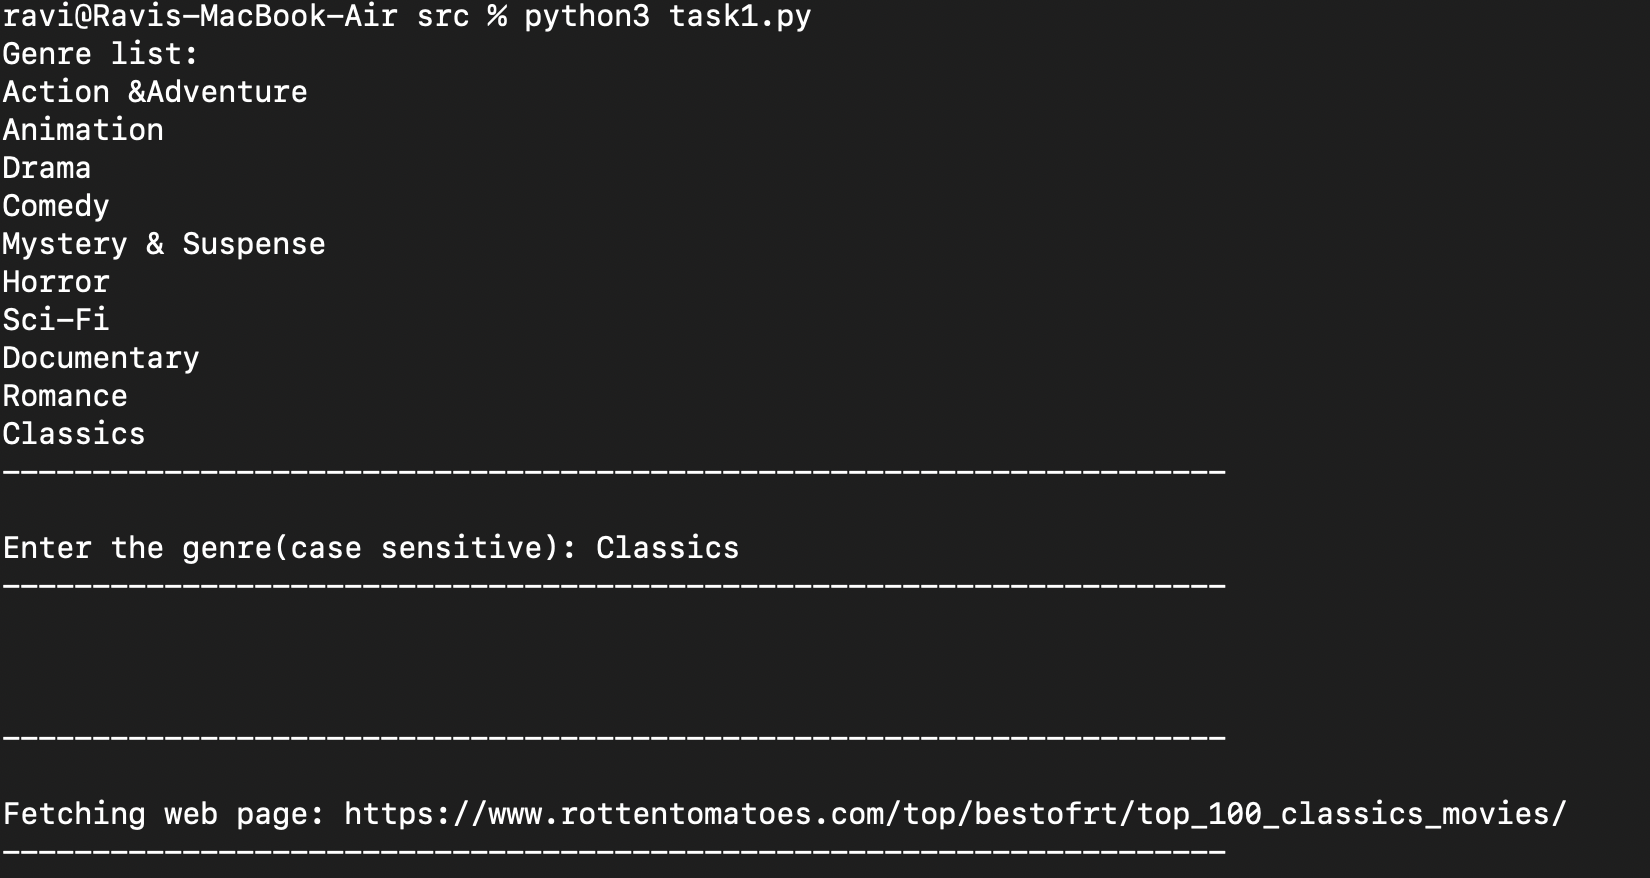 ravi@Ravis-MacBook-Air src % python3 task1.py
Genre list:
Action &Adventure
Animation
Drama
Comedy
Mystery & Suspense
Horror
Sci-Fi
Documentary
Romance
Classics
--------------------------------------------------------------------
Enter the genre(case sensitive): Classics
--------------------------------------------------------------------
--------------------------------------------------------------------
Fetching web page: https://www.rottentomatoes.com/top/bestofrt/top_100_classics_movies/
--------------------------------------------------------------------